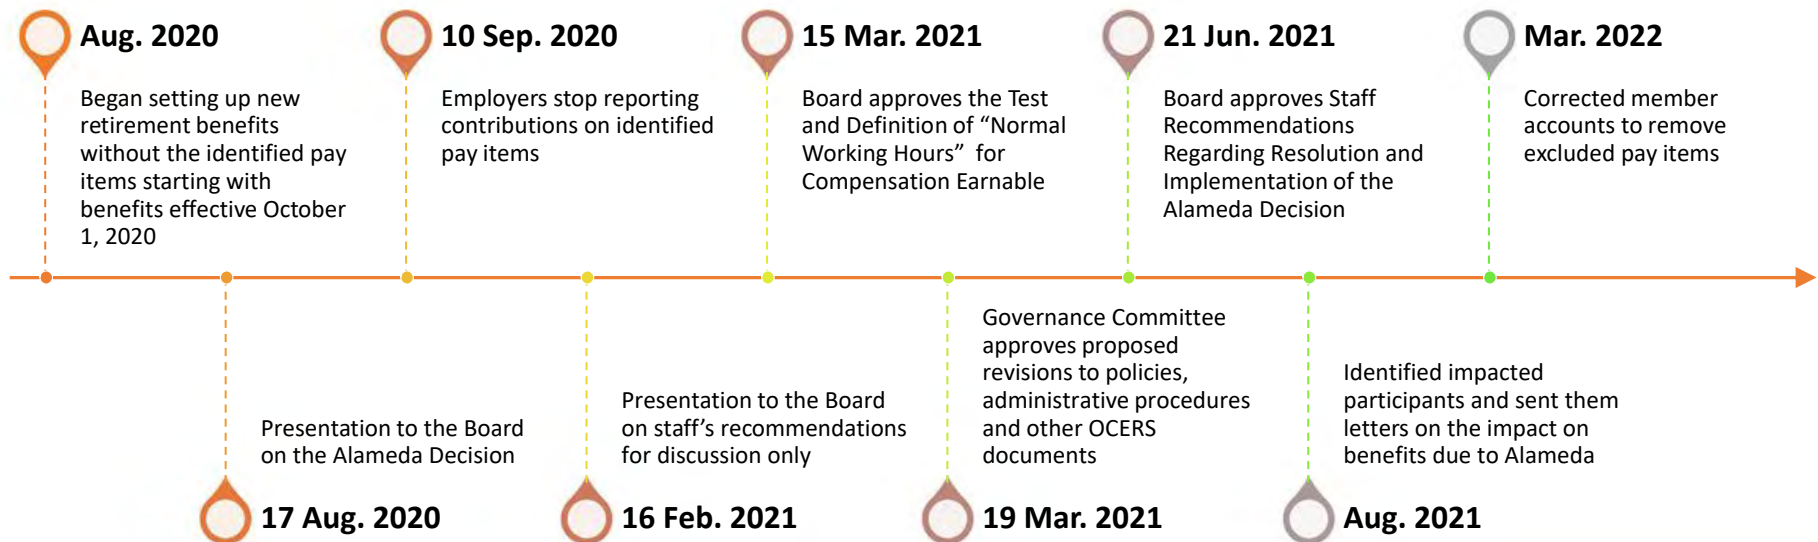 Aug. 2020
Began setting up new
retirement benefits
without the identified pay
items starting with
benefits effective October
1, 2020
10 Sep. 2020
Employers stop reporting
contributions on identified
pay items
15 Mar. 2021
Board approves the Test
and Definition of “Normal
Working Hours” for
Compensation Earnable
21 Jun. 2021
Board approves Staff
Recommendations
Regarding Resolution and
Implementation of the
Alameda Decision
Mar. 2022
Corrected member
accounts to remove
excluded pay items
Presentation to the Board
on the Alameda Decision
17 Aug. 2020
Presentation to the Board
on staff’s recommendations
for discussion only
16 Feb. 2021
Governance Committee
approves proposed
revisions to policies,
administrative procedures
and other OCERS
documents
19 Mar. 2021
Identified impacted
participants and sent them
letters on the impact on
benefits due to Alameda
Aug. 2021